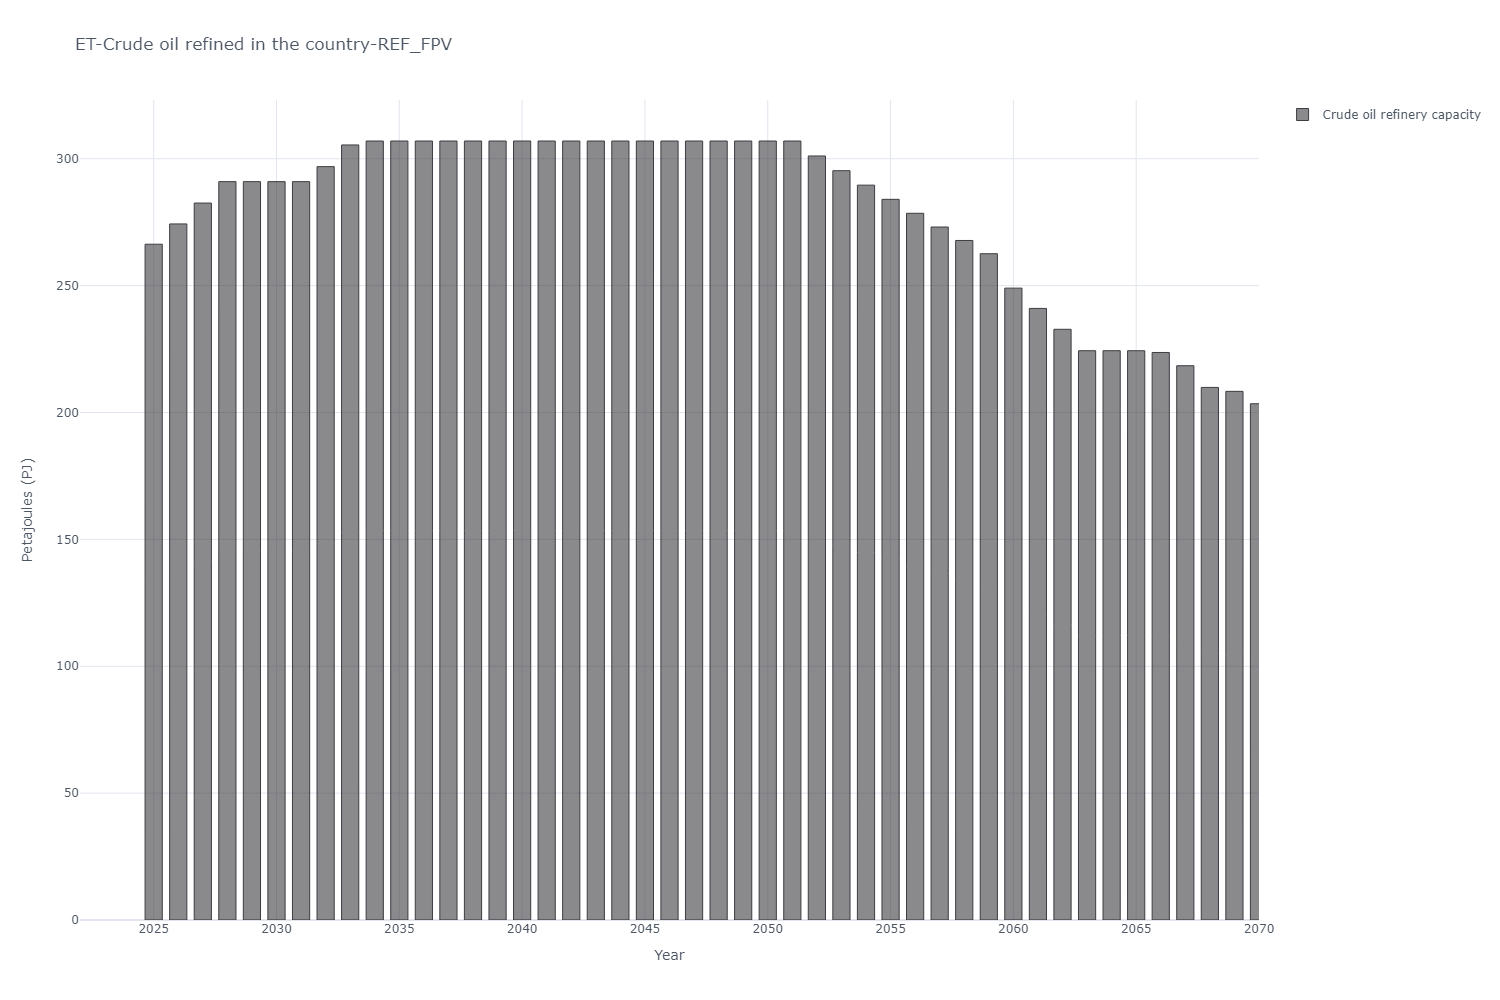 ET-Crude oil refined in the country-REF_FPV
Crude oil refinery capacity
300
250
200
150
100
50
0
Petajoules (PJ)
2025 2030 2035 2040 2045 2050 2055 2060 2065 2070
Year